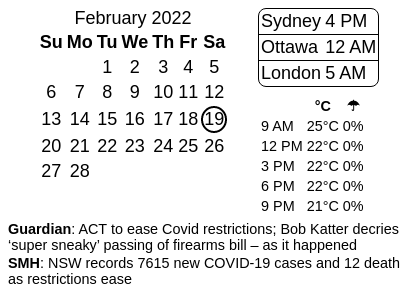 February 2022
Su Mo Tu We Th Fr Sa
1 2 3 4 5
6 7 8 9 10 11 12
13 14 15 16 17 18 19
20 21 22 23 24 25 26
27 28
Sydney 4 PM
Ottawa 12 AM
London 5 AM
°C ☂
9 AM 25°C 0%
12 PM 22°C 0%
3 PM 22°C 0%
6 PM 22°C 0%
9 PM 21°C 0%
Guardian: ACT to ease Covid restrictions; Bob Katter decries
‘super sneaky’ passing of firearms bill – as it happened
SMH: NSW records 7615 new COVID-19 cases and 12 death
as restrictions ease